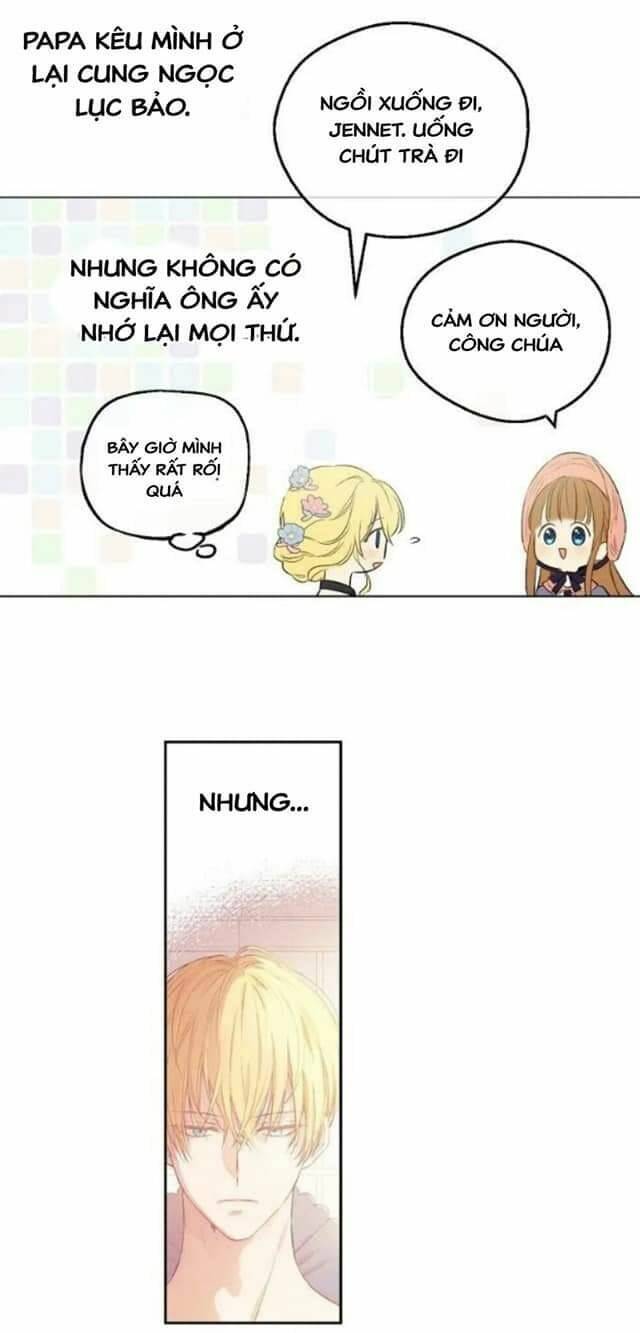 PAPA KÊU MÌNH Ở
LẠI CUNG NGỌC
LỤC BẢO.
NGỒI XUỐNG ĐI,
JENNET. UỐNG
CHÚT TRÀ ĐI
NHƯNG KHÔNG CÓ
NGHĨA ÔNG ẤY
NHỚ LẠI MỌI THỨ.
CẢM ƠN NGƯỜI,
CÔNG CHÚA
BÂY GIỜ MÌNH
THẤY RẤT RỐI
QUÁ
NHƯNG...